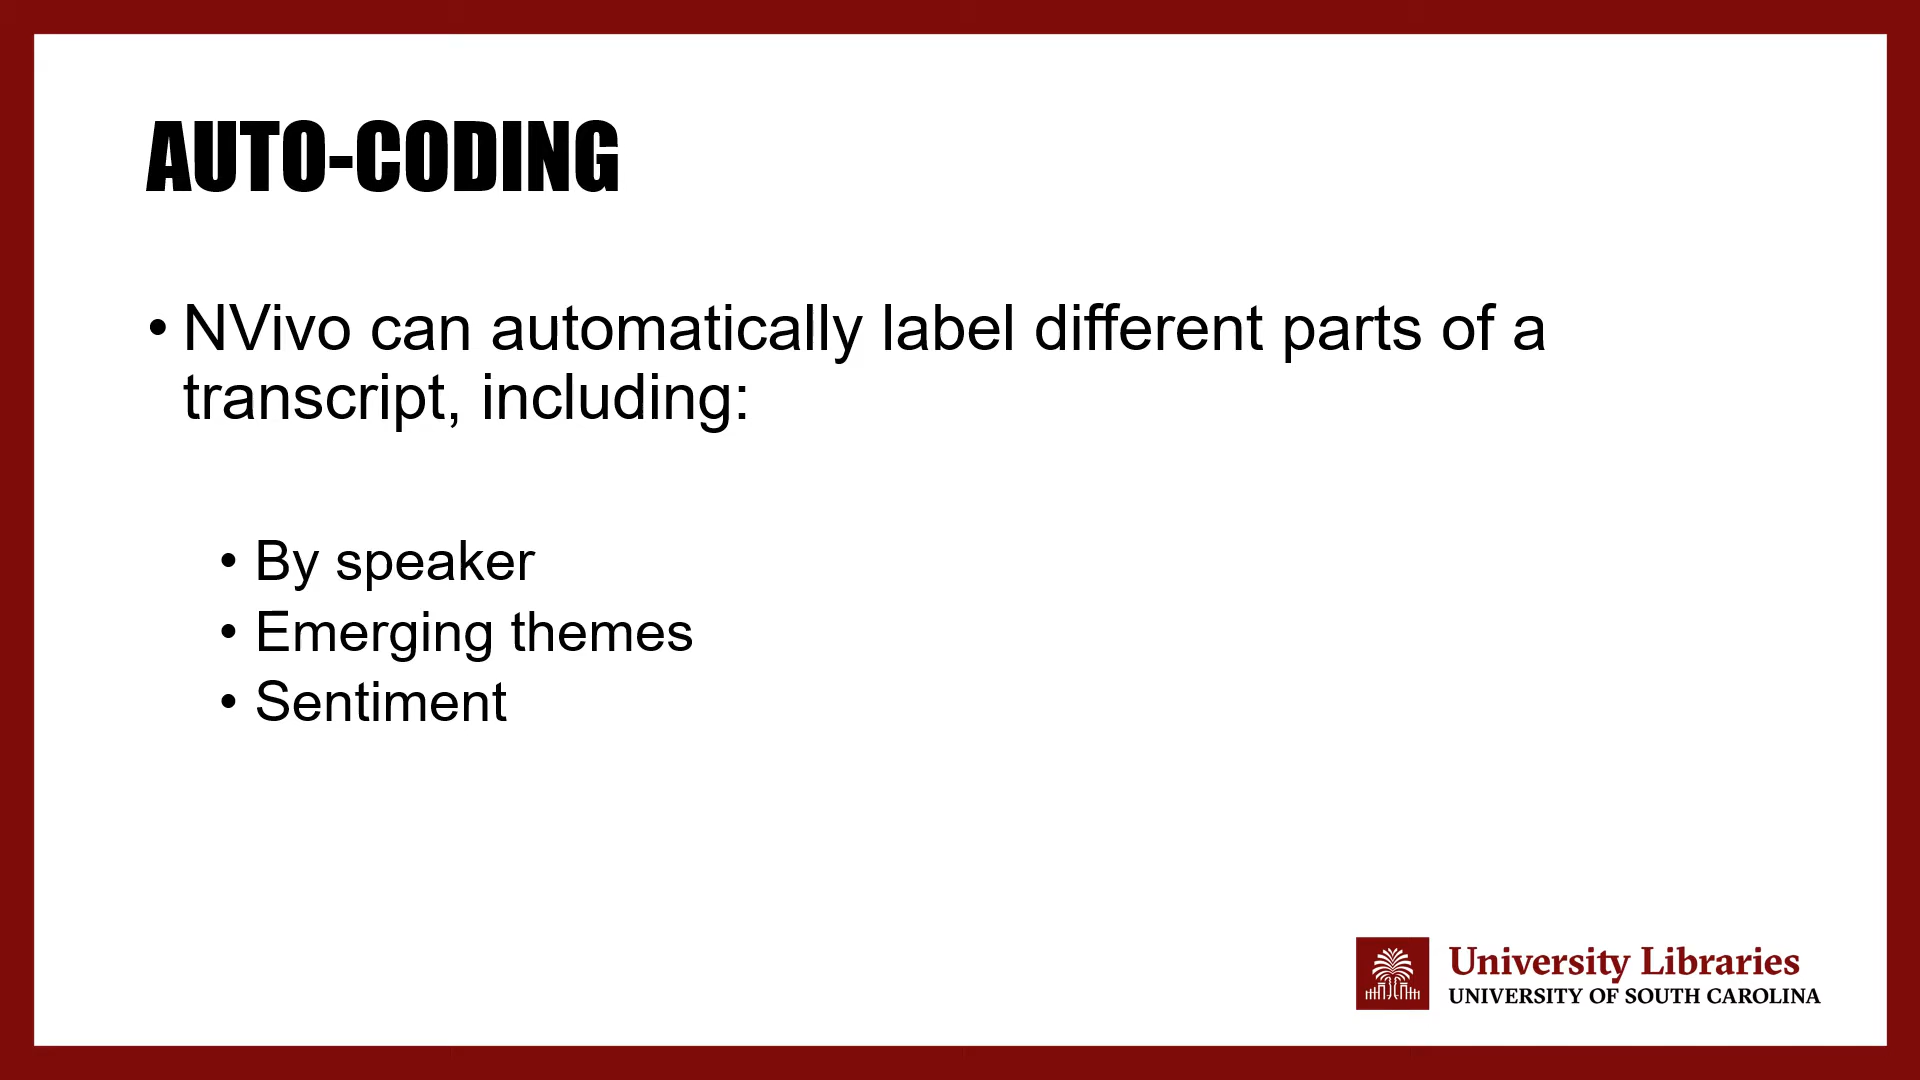 AUTO-CODING
• NVivo can automatically label different parts of a
transcript, including:
• By speaker
• Emerging themes
• Sentiment
University Libraries
UNIVERSITY OF SOUTH CAROLINA